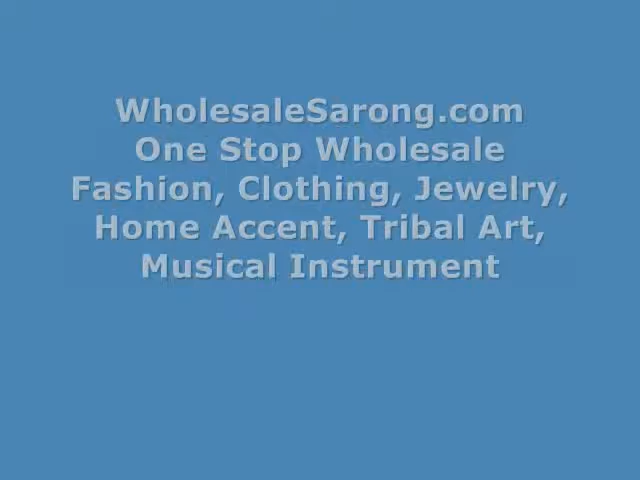 WholesaleSarong.com
One Stop Wholesale
Fashion, Clothing, Jewelry,
Home Accent, Tribal Art,
Musical Instrument